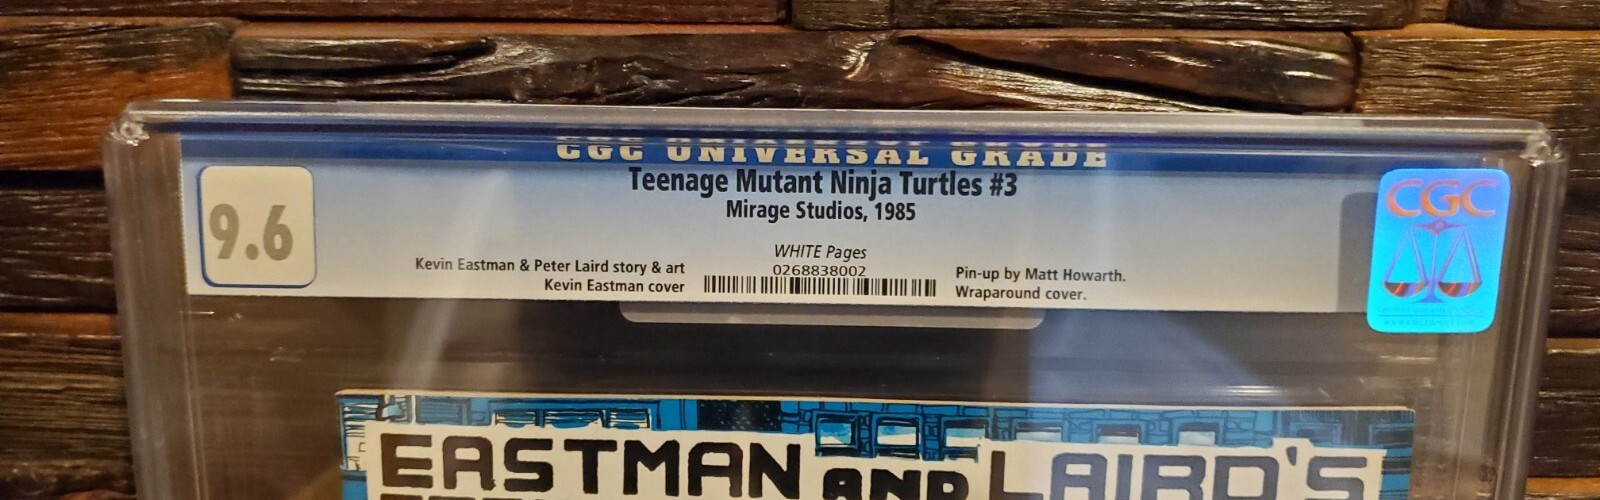 CGC UNIVERSAL GRADE
Teenage Mutant Ninja Turtles #3
Mirage Studios, 1985
9.6
WHITE Pages
0268838002
Kevin Eastman & Peter Laird story & art
Kevin Eastman cover
Pin-up by Matt Howarth.
Wraparound cover.
CGC
EASTMAN AND LAIRD'S